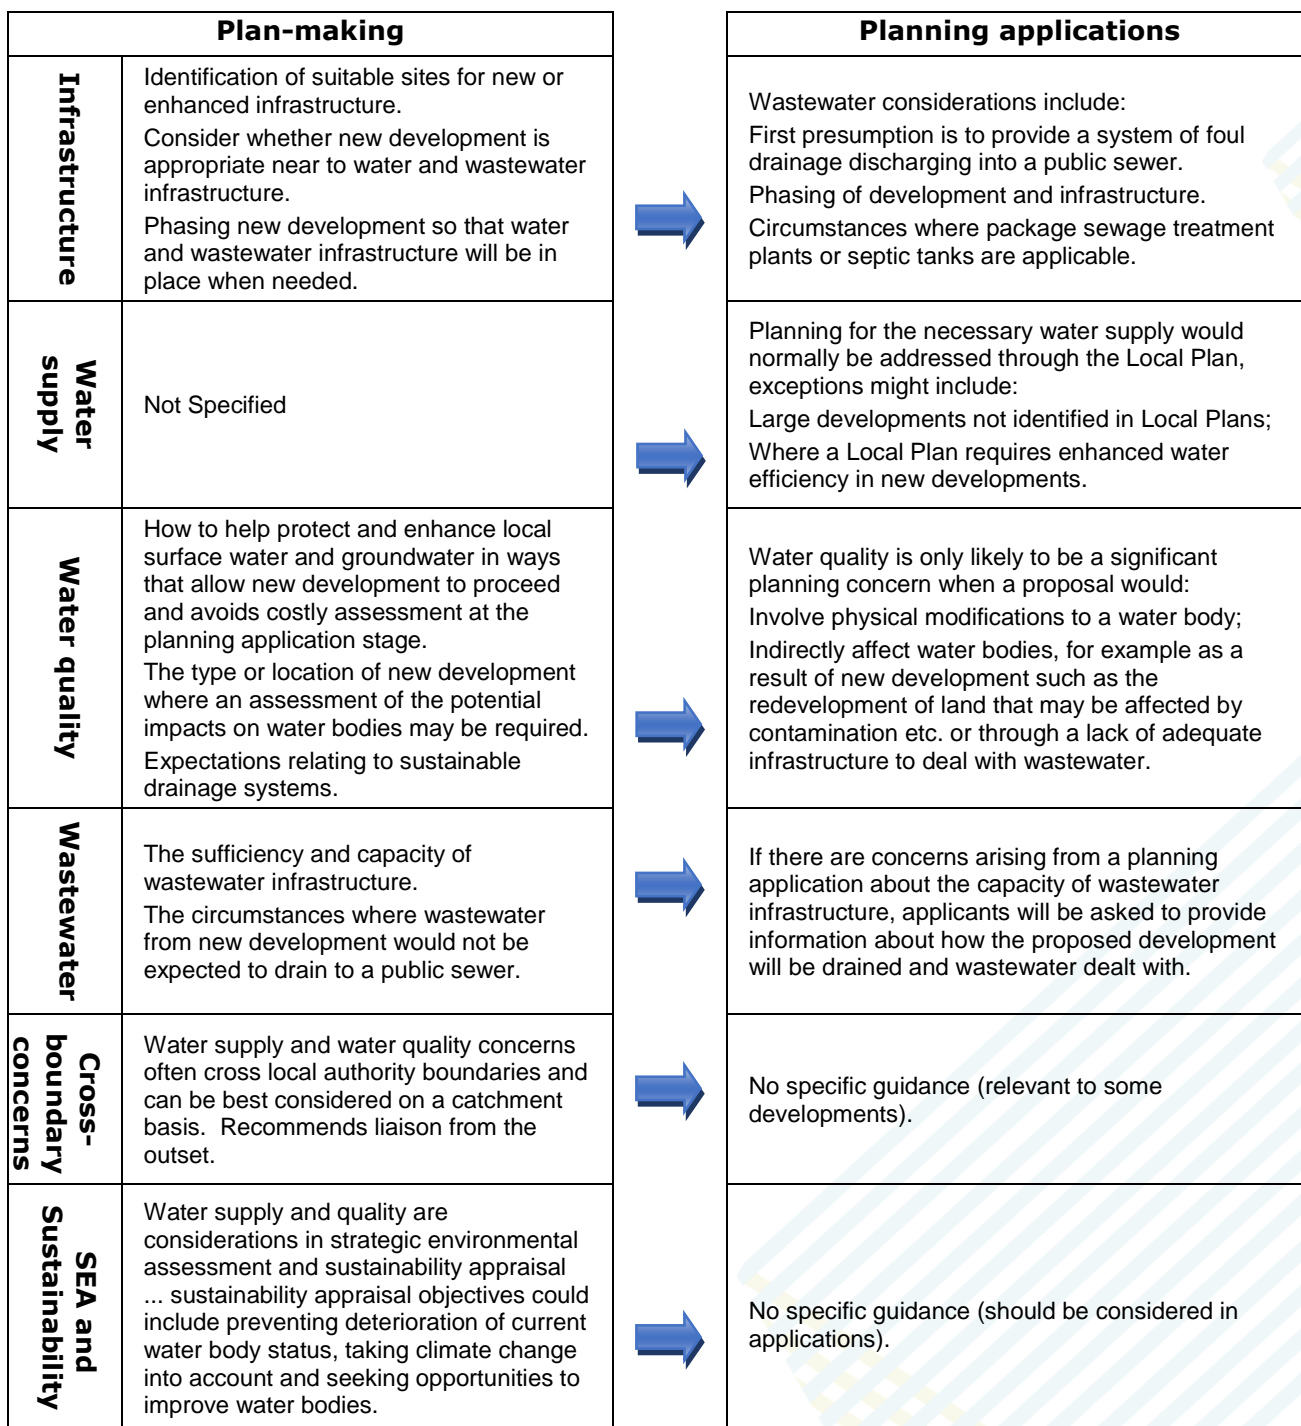 Plan-making
Planning applications
Infrastructure
Identification of suitable sites for new or
enhanced infrastructure.
Consider whether new development is
appropriate near to water and wastewater
infrastructure.
Phasing new development so that water
and wastewater infrastructure will be in
place when needed.
Wastewater considerations include:
First presumption is to provide a system of foul
drainage discharging into a public sewer.
Phasing of development and infrastructure.
Circumstances where package sewage treatment
plants or septic tanks are applicable.
Water
supply
Not Specified
Planning for the necessary water supply would
normally be addressed through the Local Plan,
exceptions might include:
Large developments not identified in Local Plans;
Where a Local Plan requires enhanced water
efficiency in new developments.
Water quality
How to help protect and enhance local
surface water and groundwater in ways
that allow new development to proceed
and avoids costly assessment at the
planning application stage.
The type or location of new development
where an assessment of the potential
impacts on water bodies may be required.
Expectations relating to sustainable
drainage systems.
Water quality is only likely to be a significant
planning concern when a proposal would:
Involve physical modifications to a water body;
Indirectly affect water bodies, for example as a
result of new development such as the
redevelopment of land that may be affected by
contamination etc. or through a lack of adequate
infrastructure to deal with wastewater.
Wastewater
The sufficiency and capacity of
wastewater infrastructure.
The circumstances where wastewater
from new development would not be
expected to drain to a public sewer.
If there are concerns arising from a planning
application about the capacity of wastewater
infrastructure, applicants will be asked to provide
information about how the proposed development
will be drained and wastewater dealt with.
Cross-
boundary
concerns
Water supply and water quality concerns
often cross local authority boundaries and
can be best considered on a catchment
basis.  Recommends liaison from the
outset.
No specific guidance (relevant to some
developments).
SEA and
Sustainability
Water supply and quality are
considerations in strategic environmental
assessment and sustainability appraisal
... sustainability appraisal objectives could
include preventing deterioration of current
water body status, taking climate change
into account and seeking opportunities to
improve water bodies.
No specific guidance (should be considered in
applications).